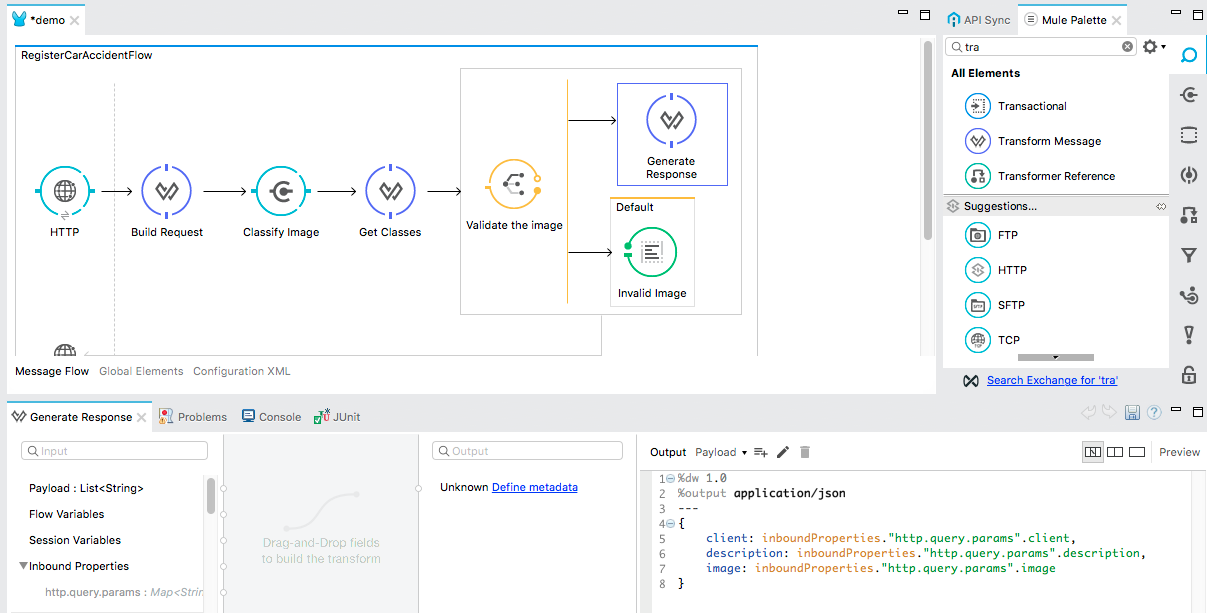 *demo
API Sync
Mule Palette
RegisterCarAccidentFlow
tra
All Elements
Transactional
Transform Message
Transformer Reference
Suggestions...
FTP
HTTP
SFTP
TCP
Search Exchange for 'tra'
HTTP
Build Request
Classify Image
Get Classes
Validate the image
Generate
Response
Default
Invalid Image
Message Flow
Global Elements
Configuration XML
Generate Response
Problems
Console
JUnit
Input
Payload : List<String>
Flow Variables
Session Variables
Inbound Properties
http.query.params : Map<Strin
Drag-and-Drop fields
to build the transform
Output
Unknown Define metadata
Output Payload
Preview
1 %dw 1.0
2 %output application/json
3 ---
4 {
5 client: inboundProperties."http.query.params".client,
6 description: inboundProperties."http.query.params".description,
7 image: inboundProperties."http.query.params".image
8 }